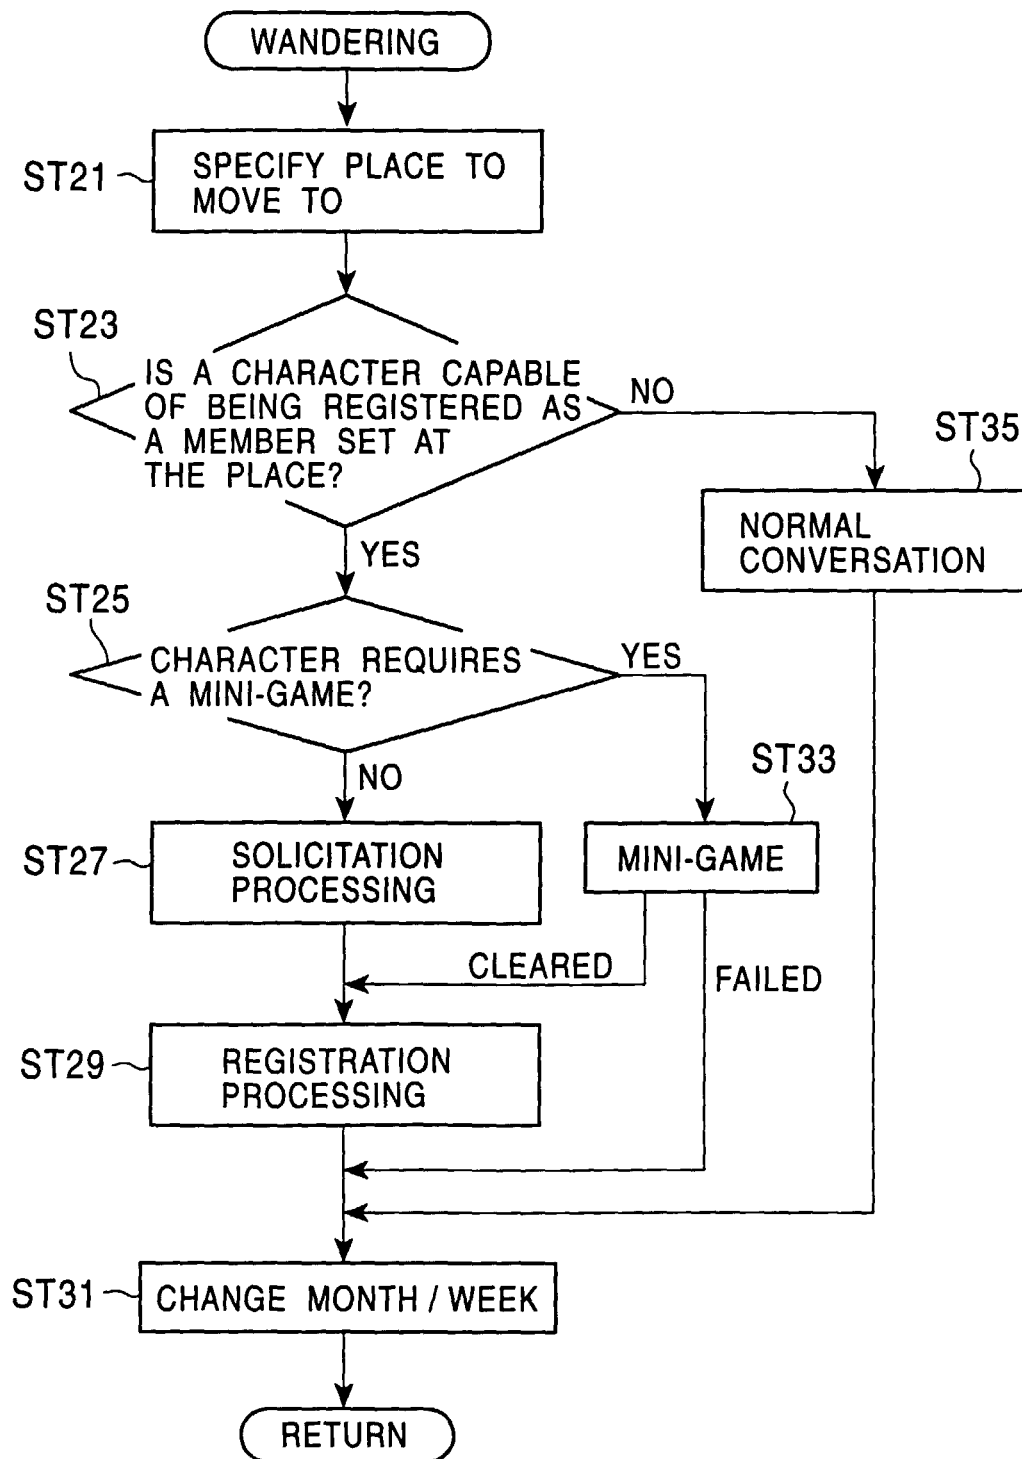 WANDERING
ST21
SPECIFY PLACE TO
MOVE TO
ST23
IS A CHARACTER CAPABLE
OF BEING REGISTERED AS
A MEMBER SET AT
THE PLACE?
NO
YES
ST35
NORMAL
CONVERSATION
ST25
CHARACTER REQUIRES
A MINI-GAME?
YES
NO
ST33
MINI-GAME
ST27
SOLICITATION
PROCESSING
CLEARED
FAILED
ST29
REGISTRATION
PROCESSING
ST31
CHANGE MONTH / WEEK
RETURN